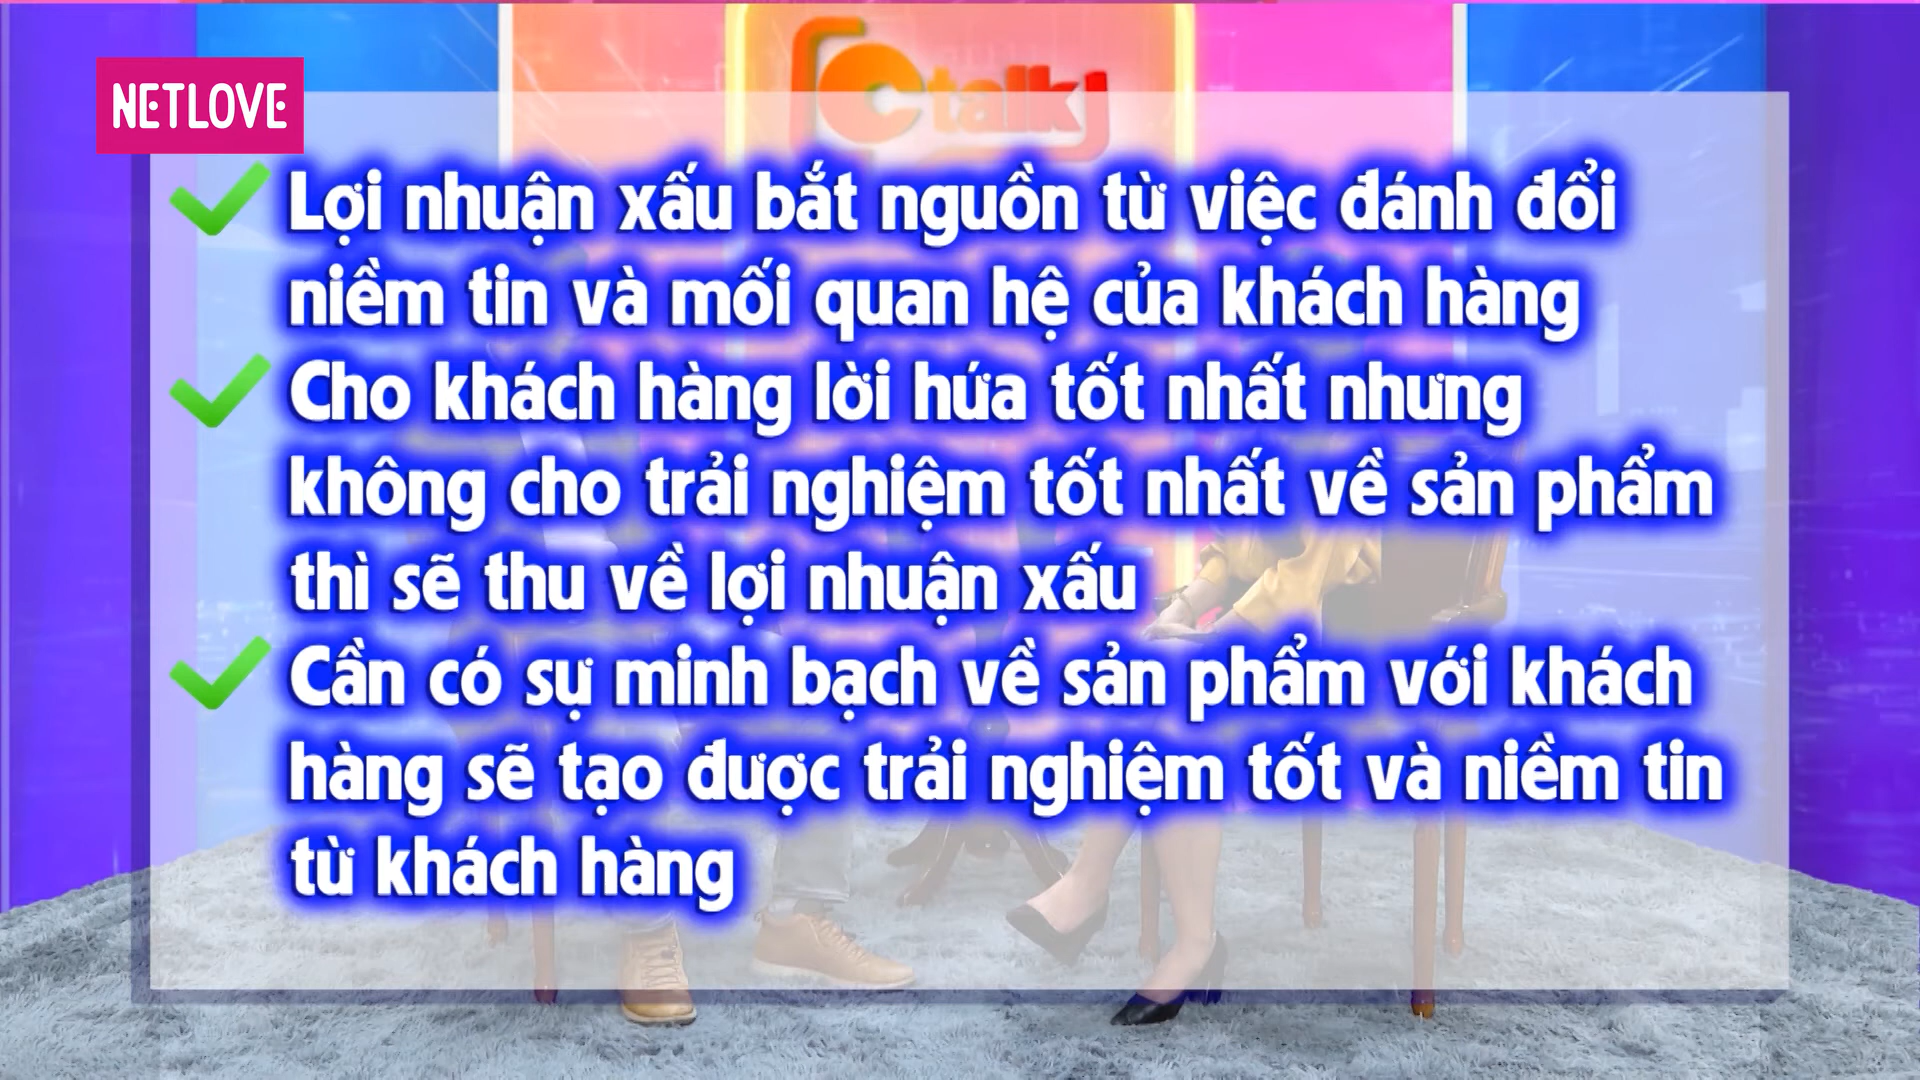 Ctalk
NETLOVE
Lợi nhuận xấu bắt nguồn từ việc đánh đổi
niềm tin và mối quan hệ của khách hàng
Cho khách hàng lời hứa tốt nhất nhưng
không cho trải nghiệm tốt nhất về sản phẩm
thì sẽ thu về lợi nhuận xấu
Cần có sự minh bạch về sản phẩm với khách
hàng sẽ tạo được trải nghiệm tốt và niềm tin
từ khách hàng